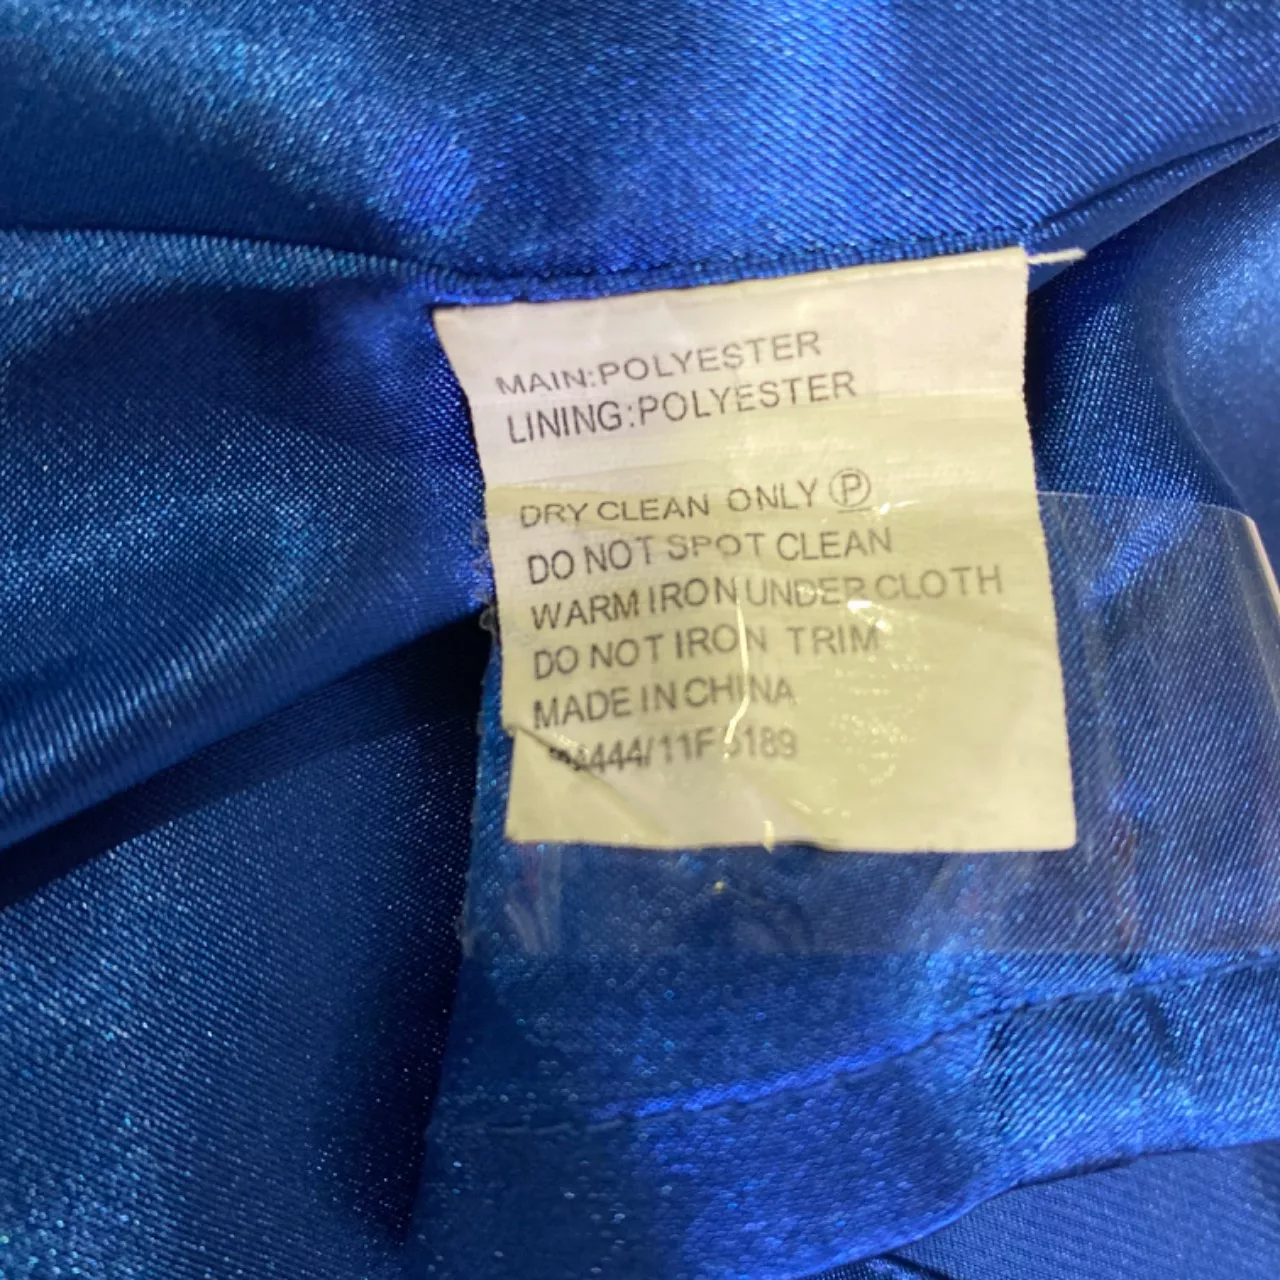 MAIN:POLYESTER
LINING:POLYESTER
DRY CLEAN ONLY Ⓟ
DO NOT SPOT CLEAN
WARM IRON UNDER CLOTH
DO NOT IRON TRIM
MADE IN CHINA